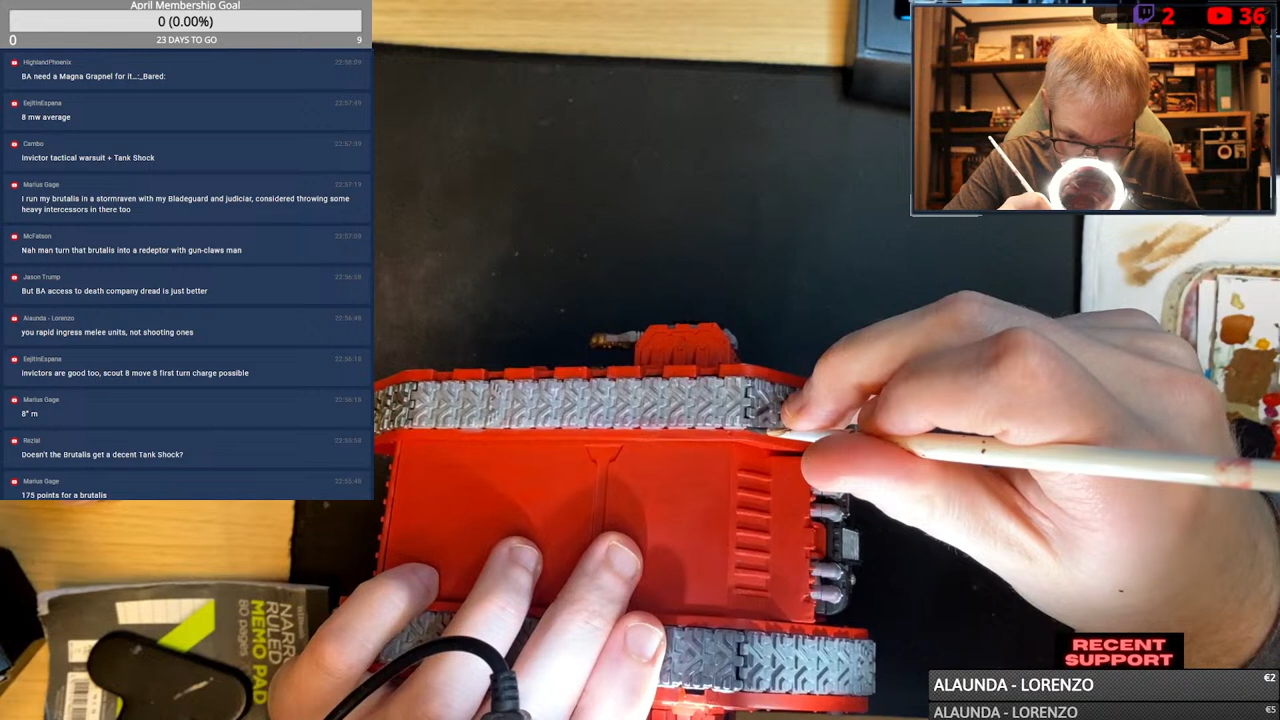 April Membership Goal
0 (0.00%)
0 23 DAYS TO GO 9
HighlandPhoenix 22:58:09
BA need a Magna Grapnel for it...:_Bared:
EejitInEspana 22:57:49
8 mw average
Cambo 22:57:39
Invictor tactical warsuit + Tank Shock
Marius Gage 22:57:19
I run my brutalis in a stormraven with my Bladeguard and judiciar, considered throwing some
heavy intercessors in there too
McFatson 22:57:09
Nah man turn that brutalis into a redeptor with gun-claws man
Jason Trump 22:56:58
But BA access to death company dread is just better
Alaunda - Lorenzo 22:56:48
you rapid ingress melee units, not shooting ones
EejitInEspana 22:56:18
Invictors are good too, scout 8 move 8 first turn charge possible
Marius Gage 22:56:18
8" m
Rezial 22:55:58
Doesn't the Brutalis get a decent Tank Shock?
Marius Gage 22:55:48
175 points for a brutalis
2 36
NARR
RULED
MEMO PAD
80 pages
RECENT
SUPPORT
ALAUNDA - LORENZO €2
ALAUNDA - LORENZO €5